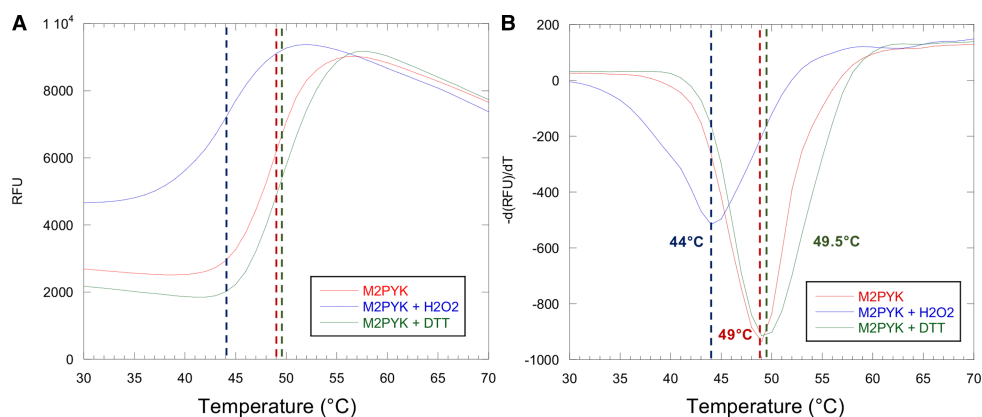 A
1 10⁴
8000
6000
4000
2000
0
RFU
30 35 40 45 50 55 60 65 70
Temperature (°C)
M2PYK
M2PYK + H2O2
M2PYK + DTT
B
200
0
-200
-400
-600
-800
-1000
-d(RFU)/dT
44°C
49.5°C
49°C
30 35 40 45 50 55 60 65 70
Temperature (°C)
M2PYK
M2PYK + H2O2
M2PYK + DTT